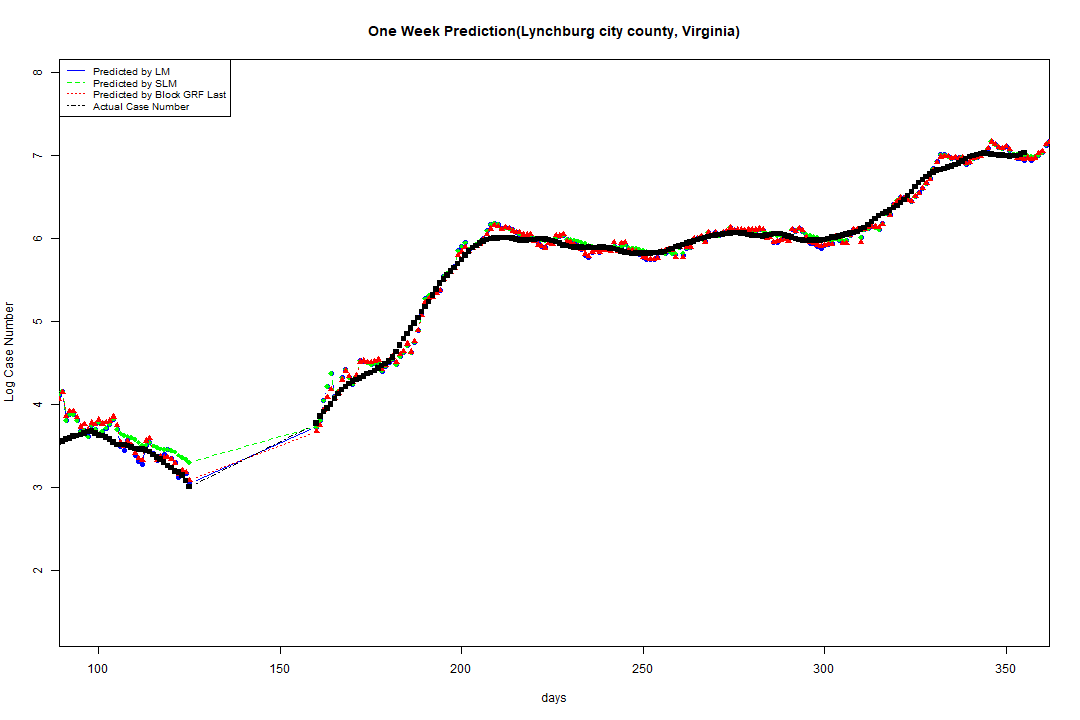 One Week Prediction(Lynchburg city county, Virginia)
Predicted by LM
Predicted by SLM
Predicted by Block GRF Last
Actual Case Number
8
7
6
5
4
3
2
Log Case Number
100 150 200 250 300 350
days